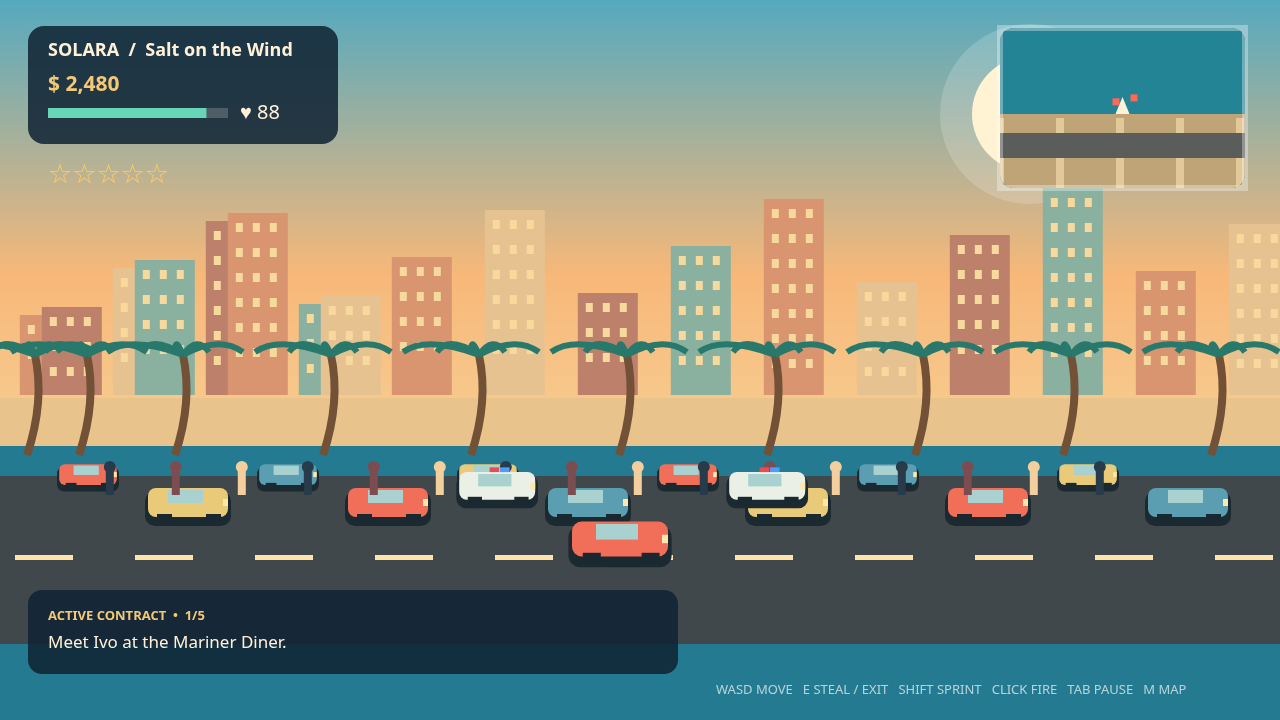 SOLARA / Salt on the Wind
$ 2,480
♥ 88
☆☆☆☆☆
ACTIVE CONTRACT • 1/5
Meet Ivo at the Mariner Diner.
WASD MOVE E STEAL / EXIT SHIFT SPRINT CLICK FIRE TAB PAUSE M MAP